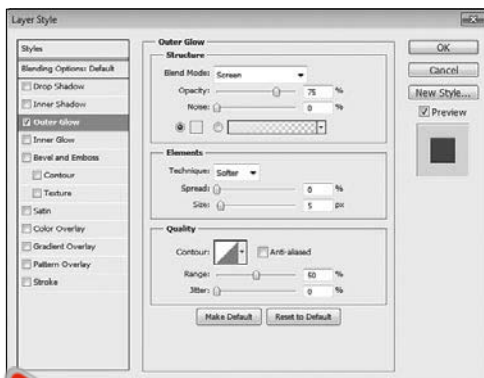 Layer Style
Styles
Blending Options: Default
Drop Shadow
Inner Shadow
Outer Glow
Inner Glow
Bevel and Emboss
Contour
Texture
Satin
Color Overlay
Gradient Overlay
Pattern Overlay
Stroke
Outer Glow
Structure
Blend Mode: Screen
Opacity: 75 %
Noise: 0 %
Elements
Technique: Softer
Spread: 0 %
Size: 5 px
Quality
Contour: Anti-aliased
Range: 50 %
Jitter: 0 %
Make Default Reset to Default
OK
Cancel
New Style...
Preview